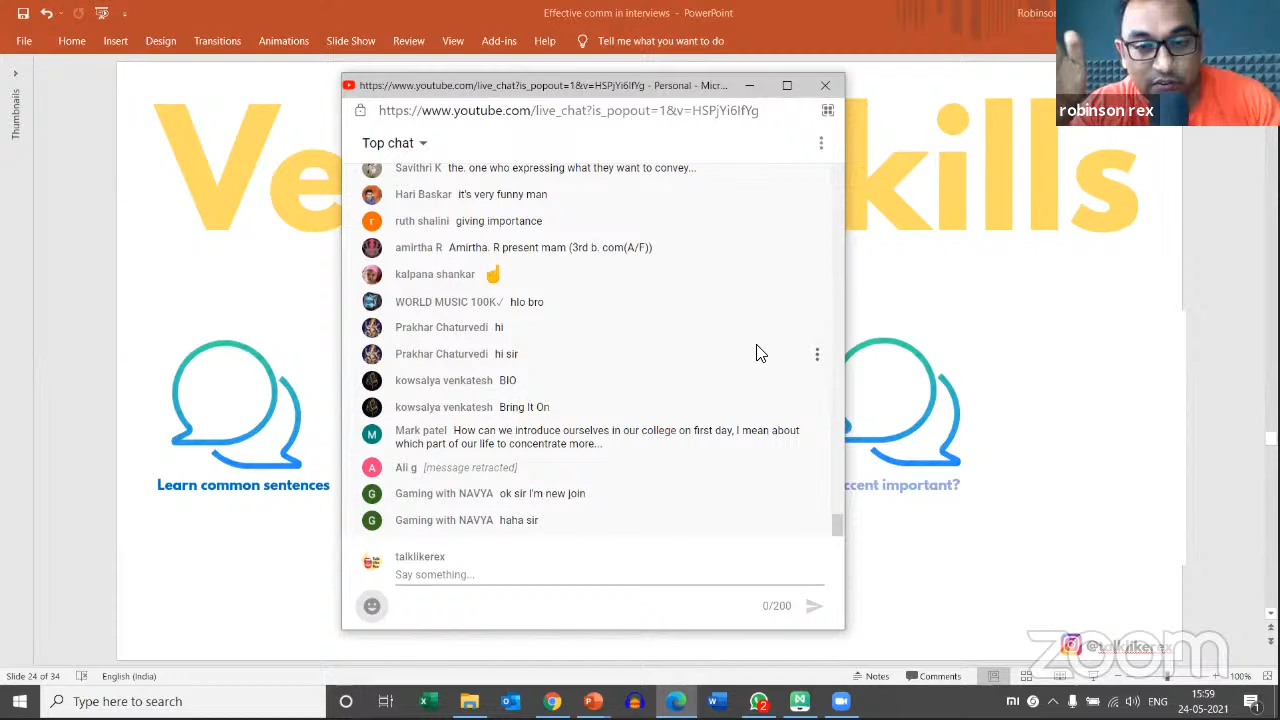 Effective comm in interviews - PowerPoint
Robinson
File Home Insert Design Transitions Animations Slide Show Review View Add-ins Help Tell me what you want to do
robinson rex
Thumbnails
Ve kills
https://www.youtube.com/live_chat?is_popout=1&v=HSPjYi6IfYg - Personal - Micr...
https://www.youtube.com/live_chat?is_popout=1&v=HSPjYi6IfYg
Top chat
Savithri K the. one who expressing what they want to convey...
Hari Baskar it's very funny man
r ruth shalini giving importance
amirtha R Amirtha. R present mam (3rd b. com(A/F))
kalpana shankar ☝
WORLD MUSIC 100K✓ hlo bro
Prakhar Chaturvedi hi
Prakhar Chaturvedi hi sir
kowsalya venkatesh BIO
kowsalya venkatesh Bring It On
M Mark patel How can we introduce ourselves in our college on first day, I mean about
which part of our life to concentrate more...
A Ali g [message retracted]
G Gaming with NAVYA ok sir I'm new join
G Gaming with NAVYA haha sir
talklikerex
Say something...
0/200
Learn common sentences
ccent important?
@talklikerex
zoom
Slide 24 of 34 English (India) Notes Comments 100%
Type here to search
15:59
24-05-2021